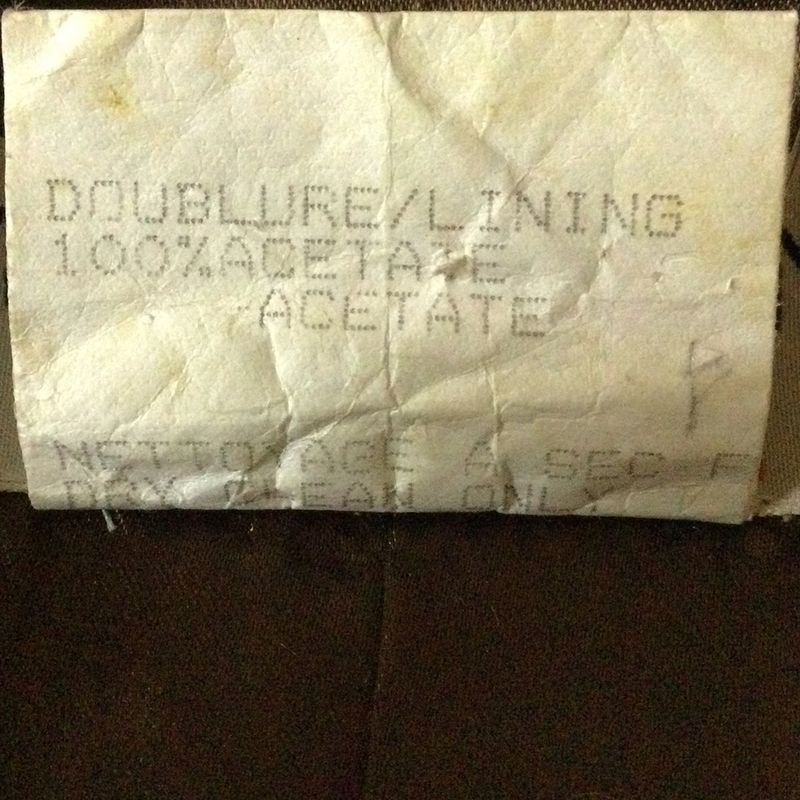 DOUBLURE/LINING
100%ACETATE
ACETATE
P
NETTOYAGE A SEC F
DRY CLEAN ONLY